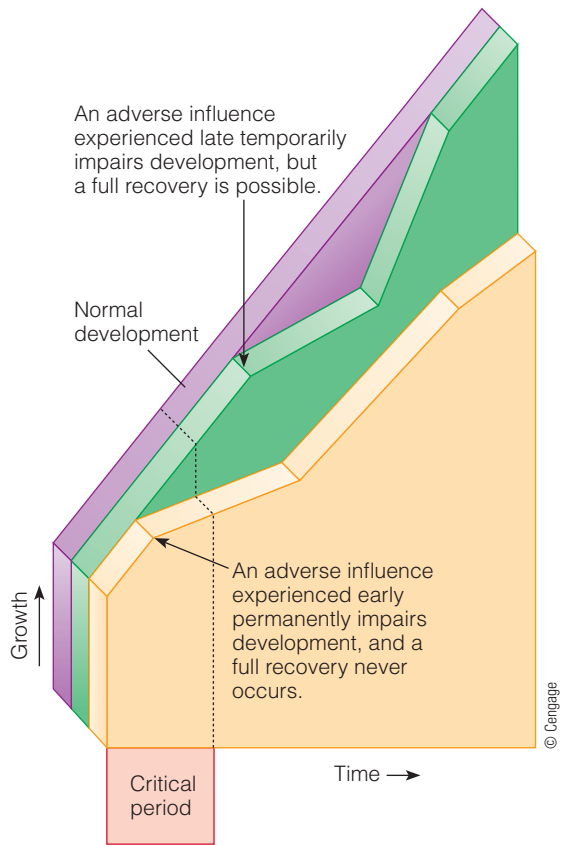 An adverse influence
experienced late temporarily
impairs development, but
a full recovery is possible.
Normal
development
An adverse influence
experienced early
permanently impairs
development, and a
full recovery never
occurs.
Growth
© Cengage
Time
Critical
period